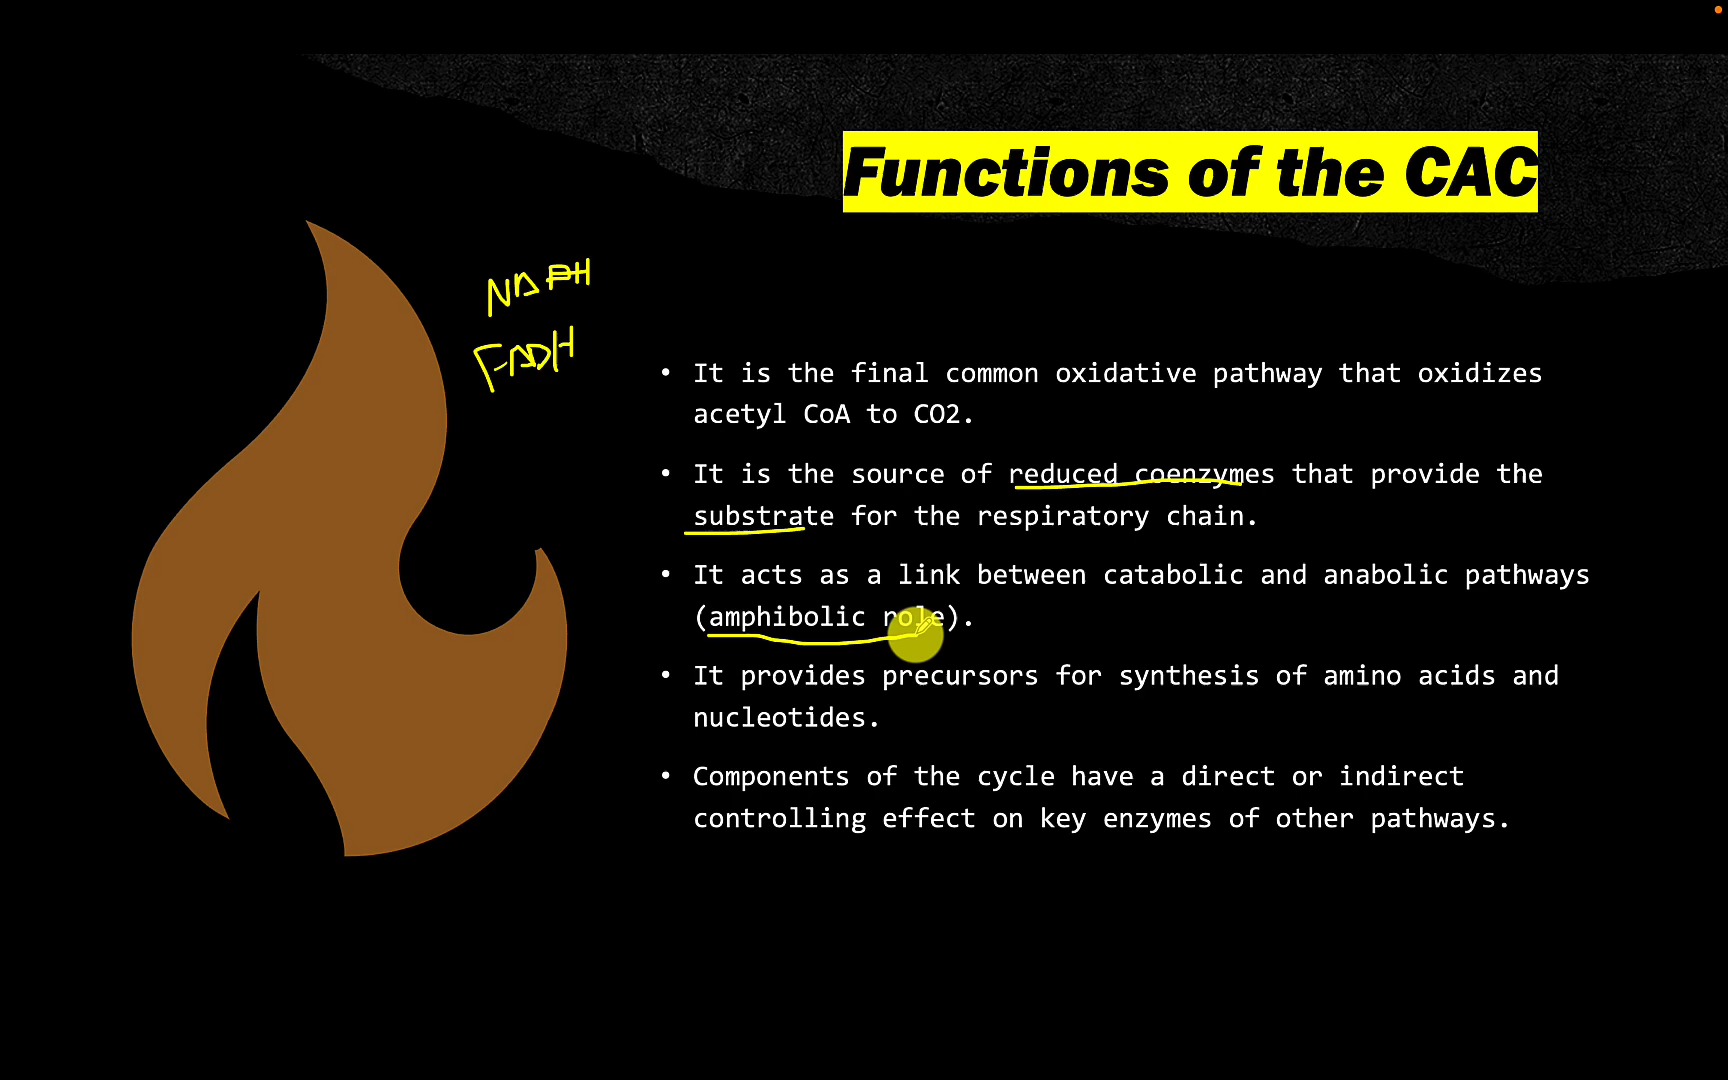 Functions of the CAC
NADH
FADH
• It is the final common oxidative pathway that oxidizes
acetyl CoA to CO2.
• It is the source of reduced coenzymes that provide the
substrate for the respiratory chain.
• It acts as a link between catabolic and anabolic pathways
(amphibolic role).
• It provides precursors for synthesis of amino acids and
nucleotides.
• Components of the cycle have a direct or indirect
controlling effect on key enzymes of other pathways.